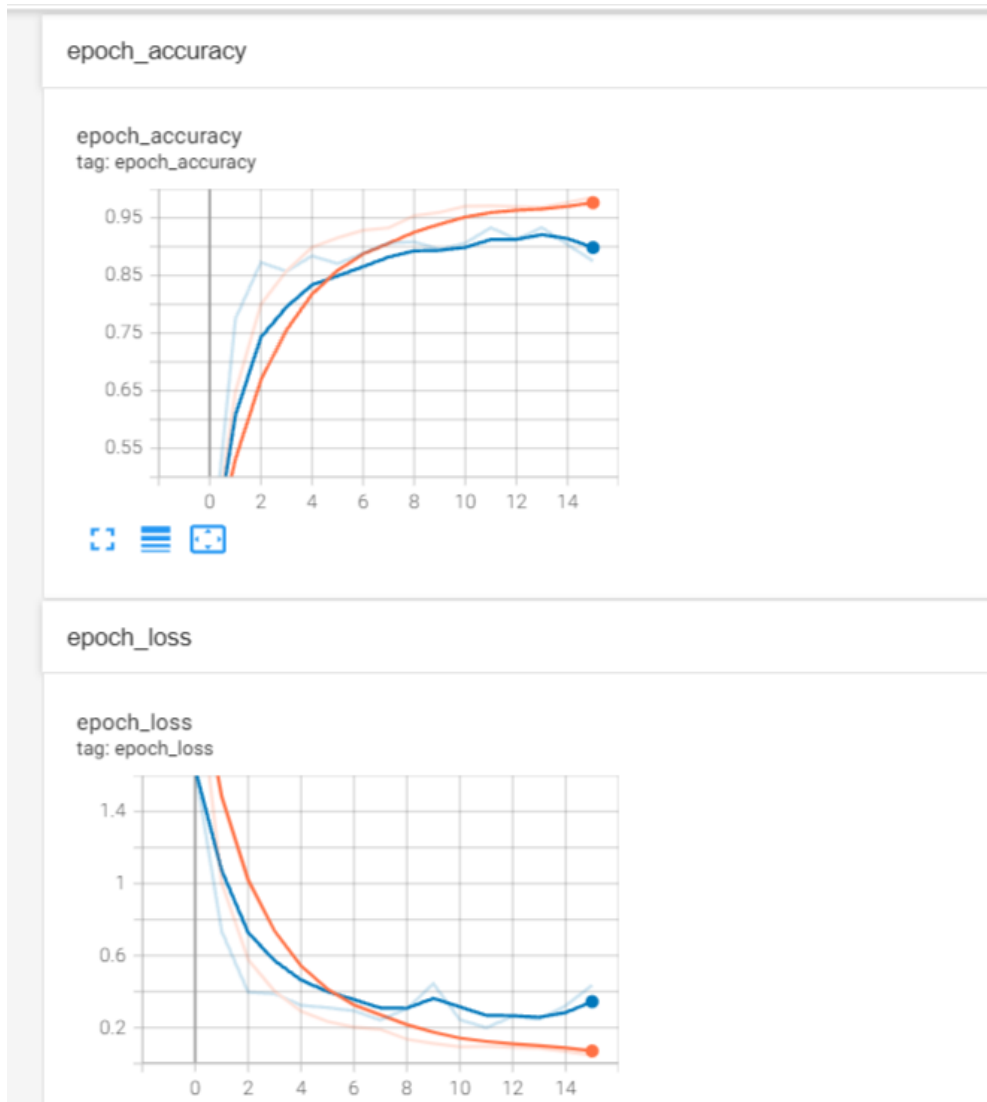 epoch_accuracy
epoch_accuracy
tag: epoch_accuracy
0.95
0.85
0.75
0.65
0.55
0 2 4 6 8 10 12 14
epoch_loss
epoch_loss
tag: epoch_loss
1.4
1
0.6
0.2
0 2 4 6 8 10 12 14